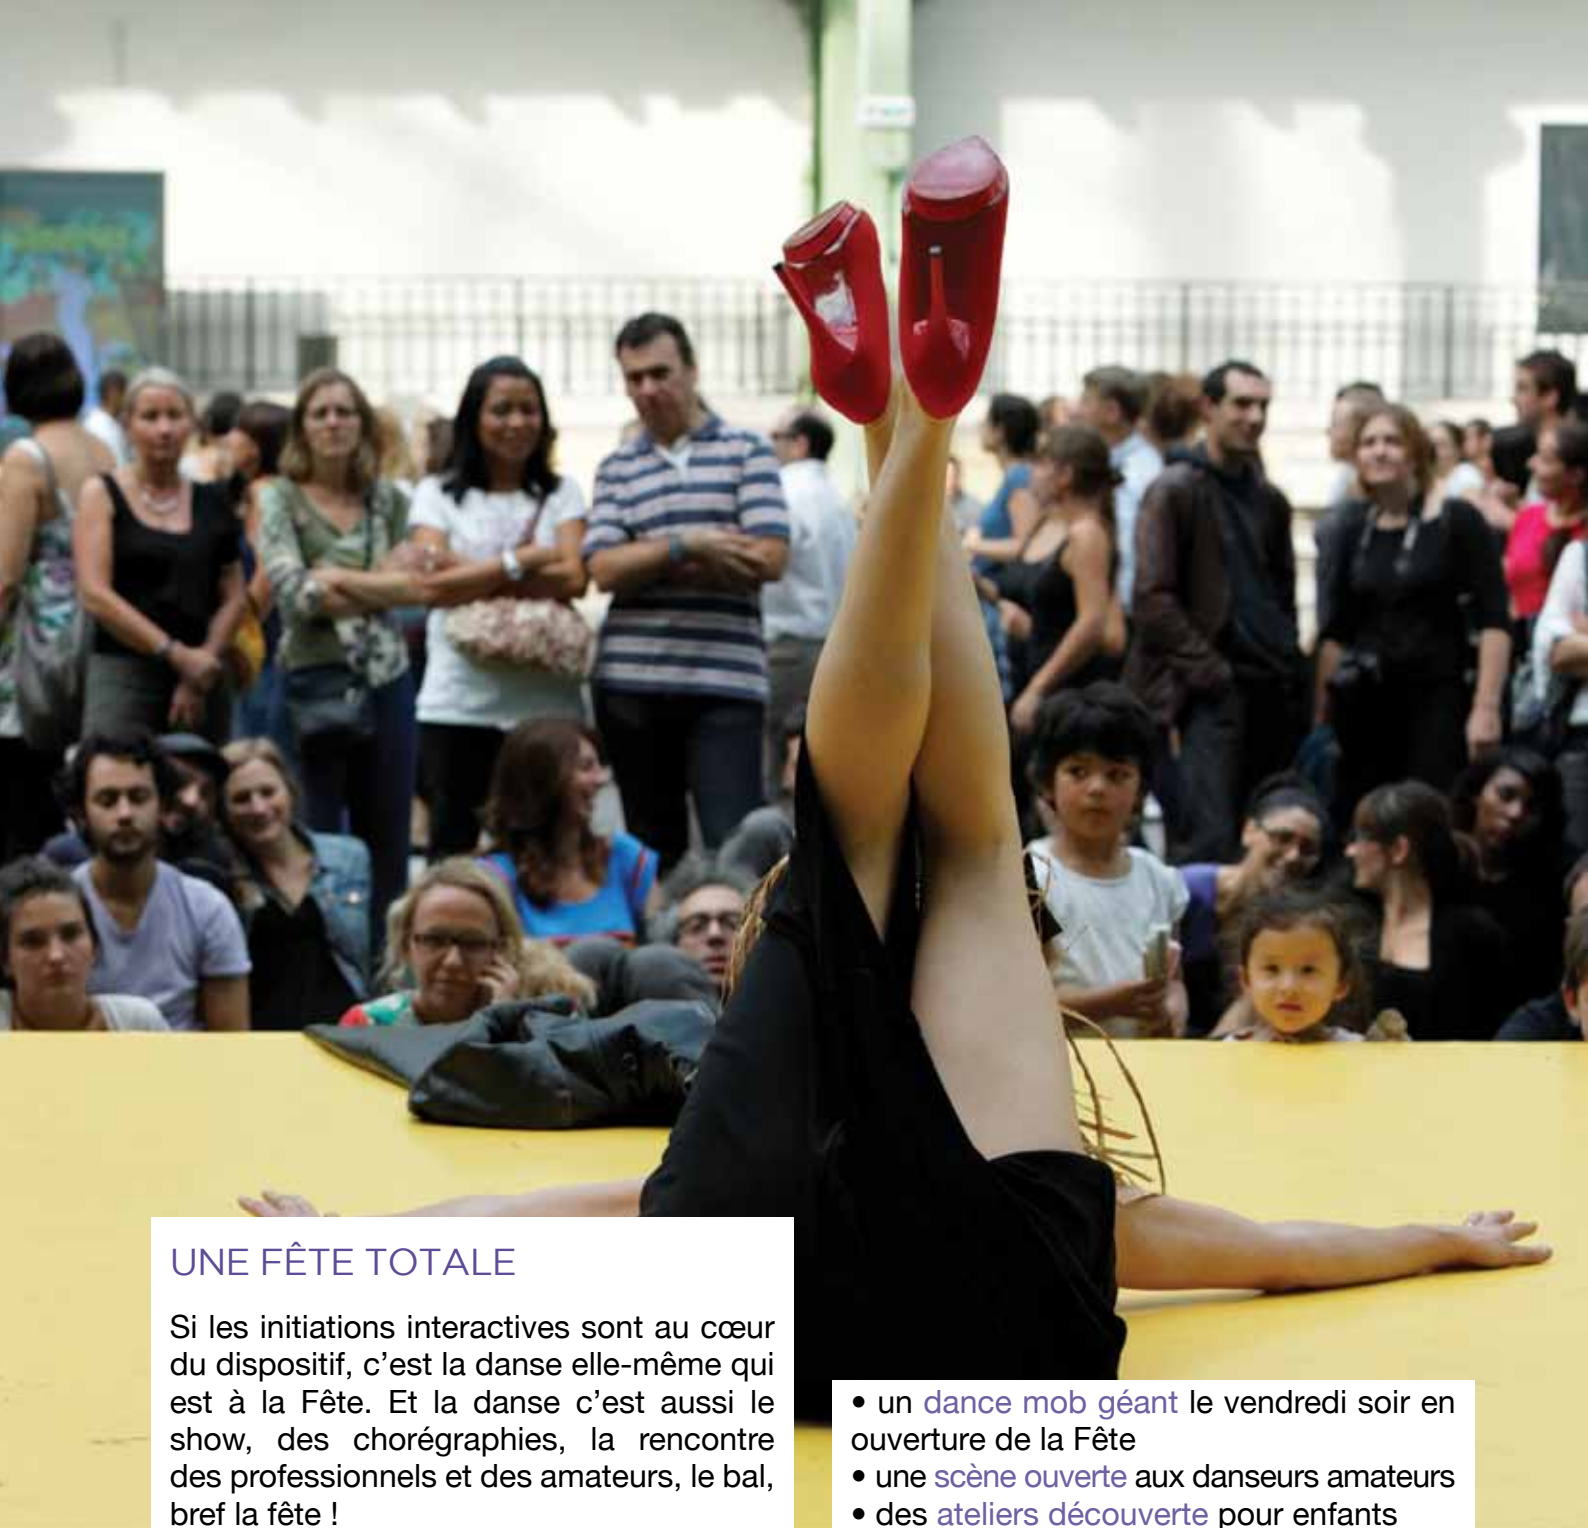 UNE FÊTE TOTALE
Si les initiations interactives sont au cœur
du dispositif, c’est la danse elle-même qui
est à la Fête. Et la danse c’est aussi le
show, des chorégraphies, la rencontre
des professionnels et des amateurs, le bal,
bref la fête !
• un dance mob géant le vendredi soir en
ouverture de la Fête
• une scène ouverte aux danseurs amateurs
• des ateliers découverte pour enfants